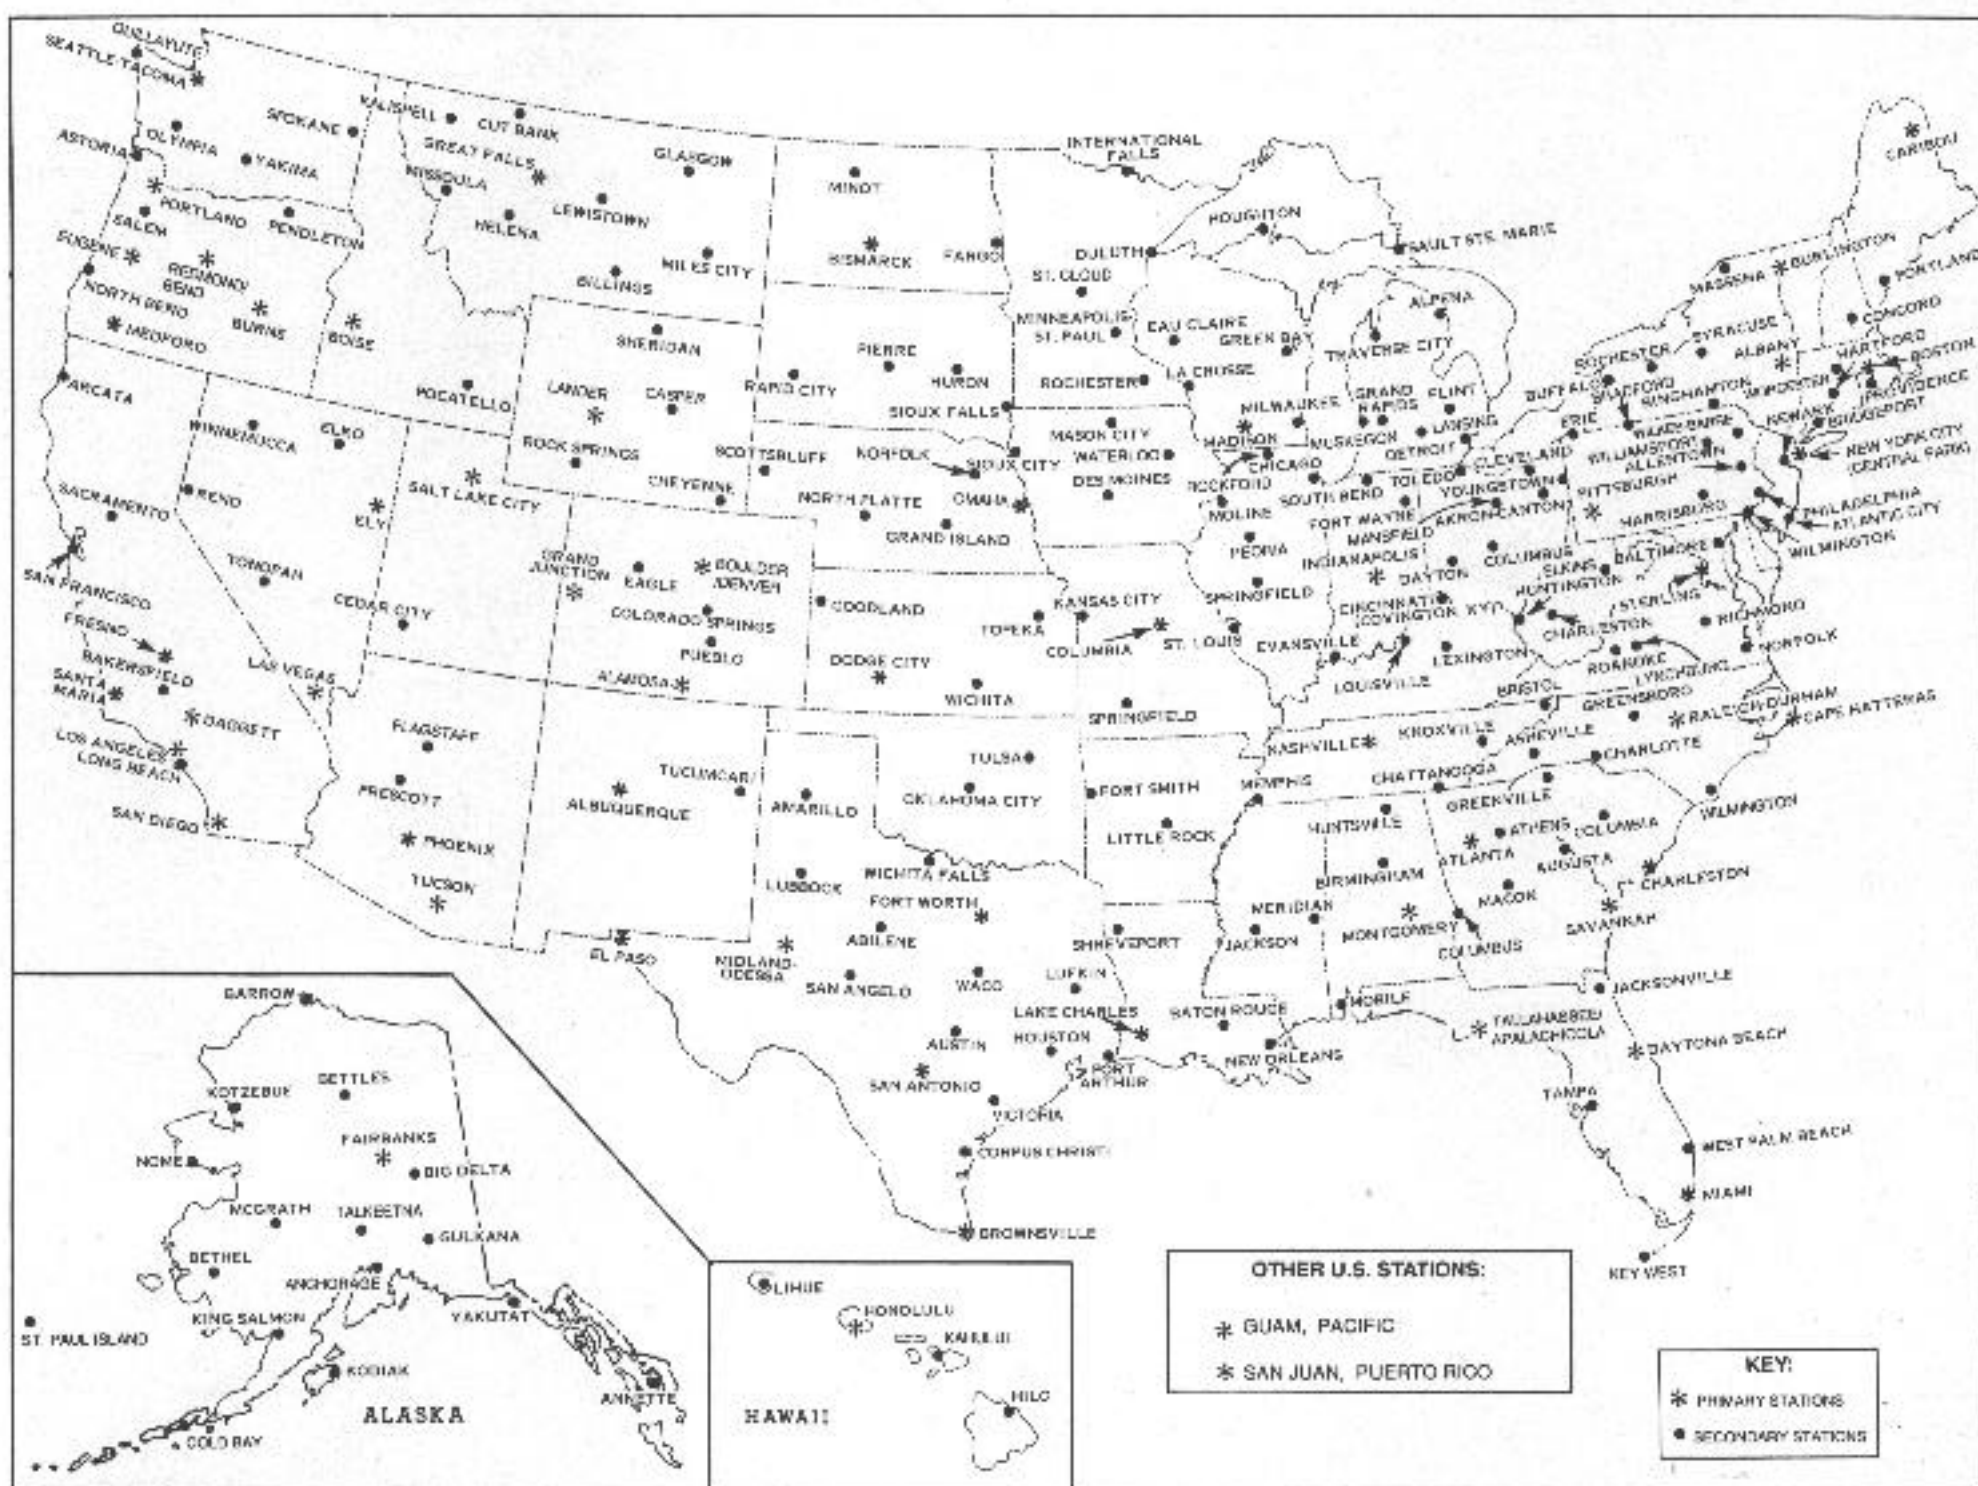 QUILLAYUTE
SEATTLE TACOMA
SPOKANE
KALISPELL
CUT BANK
OLYMPIA
ASTORIA
YAKIMA
GREAT FALLS
GLASGOW
MISSOULA
PORTLAND
PENDLETON
SALEM
HELENA
LEWISTOWN
EUGENE
REDMOND/
BEND
NORTH BEND
BURNS
BOISE
MEDFORD
BILLINGS
MILES CITY
MINOT
BISMARCK
FARGO
INTERNATIONAL
FALLS
HOUGHTON
DULUTH
SAULT STE. MARIE
ST. CLOUD
MINNEAPOLIS-
ST. PAUL
EAU CLAIRE
GREEN BAY
ALPENA
TRAVERSE CITY
CARIBOU
MASSENA
BURLINGTON
PORTLAND
CONCORD
SYRACUSE
ALBANY
HARTFORD
BOSTON
ROCHESTER
BUFFALO
BRADFORD
BINGHAMTON
WORCESTER
PROVIDENCE
NEWARK
BRIDGEPORT
NEW YORK CITY
(CENTRAL PARK)
ERIE
WILKES-BARRE
WILLIAMSPORT
ALLENTOWN
PITTSBURGH
HARRISBURG
PHILADELPHIA
ATLANTIC CITY
WILMINGTON
BALTIMORE
STERLING
ARCATA
WINNEMUCCA
ELKO
POCATELLO
SHERIDAN
LANDER
CASPER
ROCK SPRINGS
CHEYENNE
RAPID CITY
PIERRE
HURON
SIOUX FALLS
ROCHESTER
LA CROSSE
MASON CITY
WATERLOO
DES MOINES
MILWAUKEE
MADISON
GRAND
RAPIDS
FLINT
MUSKEGON
LANSING
DETROIT
CHICAGO
ROCKFORD
SOUTH BEND
TOLEDO
CLEVELAND
YOUNGSTOWN
MOLINE
FORT WAYNE
AKRON-CANTON
MANSFIELD
PEORIA
INDIANAPOLIS
DAYTON
COLUMBUS
ELKINS
HUNTINGTON
SPRINGFIELD
CINCINNATI
(COVINGTON, KY)
CHARLESTON
RICHMOND
NORFOLK
SACRAMENTO
RENO
ELY
SALT LAKE CITY
SCOTTSBLUFF
NORFOLK
SIOUX CITY
NORTH PLATTE
OMAHA
GRAND ISLAND
SAN FRANCISCO
TONOPAH
CEDAR CITY
GRAND
JUNCTION
EAGLE
BOULDER
/DENVER
COLORADO SPRINGS
PUEBLO
ALAMOSA
GOODLAND
TOPEKA
KANSAS CITY
COLUMBIA
ST. LOUIS
EVANSVILLE
LOUISVILLE
LEXINGTON
ROANOKE
LYNCHBURG
BRISTOL
GREENSBORO
RALEIGH-DURHAM
CAPE HATTERAS
FRESNO
BAKERSFIELD
LAS VEGAS
SANTA
MARIA
DAGGETT
LOS ANGELES
LONG BEACH
SAN DIEGO
DODGE CITY
WICHITA
SPRINGFIELD
FLAGSTAFF
PRESCOTT
PHOENIX
TUCSON
ALBUQUERQUE
TUCUMCARI
AMARILLO
TULSA
OKLAHOMA CITY
FORT SMITH
LITTLE ROCK
NASHVILLE
KNOXVILLE
ASHEVILLE
CHARLOTTE
MEMPHIS
CHATTANOOGA
GREENVILLE
WILMINGTON
HUNTSVILLE
ATHENS
COLUMBIA
ATLANTA
AUGUSTA
BIRMINGHAM
MACON
CHARLESTON
SAVANNAH
LUBBOCK
WICHITA FALLS
FORT WORTH
ABILENE
EL PASO
MIDLAND-
ODESSA
SAN ANGELO
WACO
SHREVEPORT
LUFKIN
JACKSON
MERIDIAN
MONTGOMERY
COLUMBUS
JACKSONVILLE
LAKE CHARLES
BATON ROUGE
MOBILE
TALLAHASSEE/
APALACHICOLA
AUSTIN
HOUSTON
PORT
ARTHUR
NEW ORLEANS
DAYTONA BEACH
SAN ANTONIO
VICTORIA
TAMPA
CORPUS CHRISTI
WEST PALM BEACH
MIAMI
BROWNSVILLE
KEY WEST
BARROW
KOTZEBUE
BETTLES
FAIRBANKS
NOME
BIG DELTA
MCGRATH
TALKEETNA
GULKANA
BETHEL
ANCHORAGE
KING SALMON
YAKUTAT
ST. PAUL ISLAND
KODIAK
ANNETTE
COLD BAY
ALASKA
LIHUE
HONOLULU
KAHULUI
HILO
HAWAII
OTHER U.S. STATIONS:
GUAM, PACIFIC
SAN JUAN, PUERTO RICO
KEY:
PRIMARY STATIONS
SECONDARY STATIONS